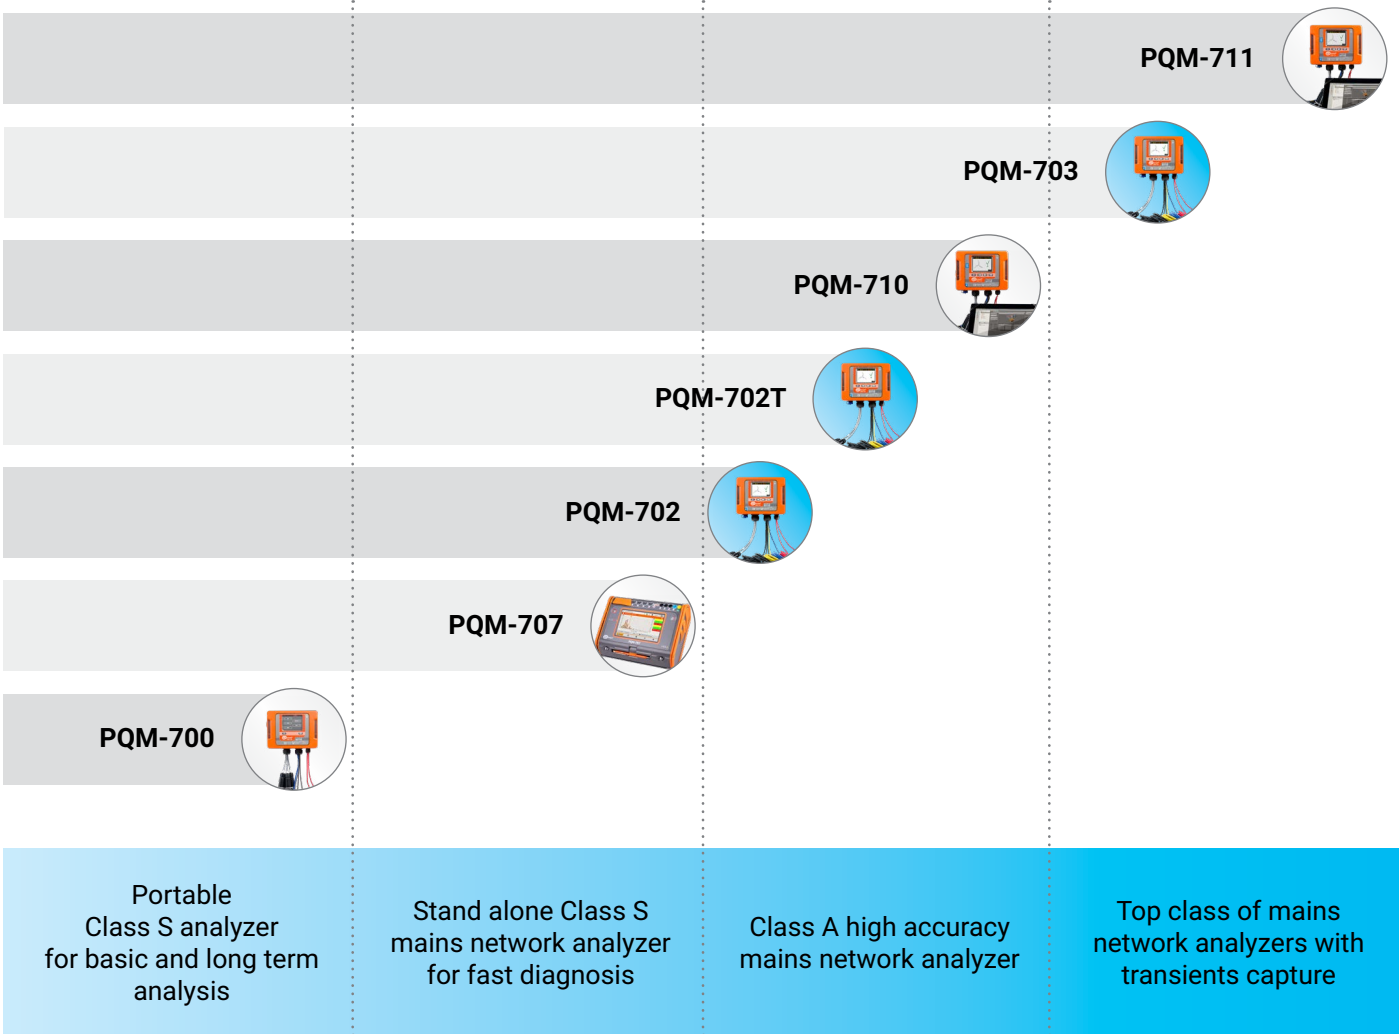 PQM-711
PQM-703
PQM-710
PQM-702T
PQM-702
PQM-707
PQM-700
Portable
Class S analyzer
for basic and long term
analysis
Stand alone Class S
mains network analyzer
for fast diagnosis
Class A high accuracy
mains network analyzer
Top class of mains
network analyzers with
transients capture